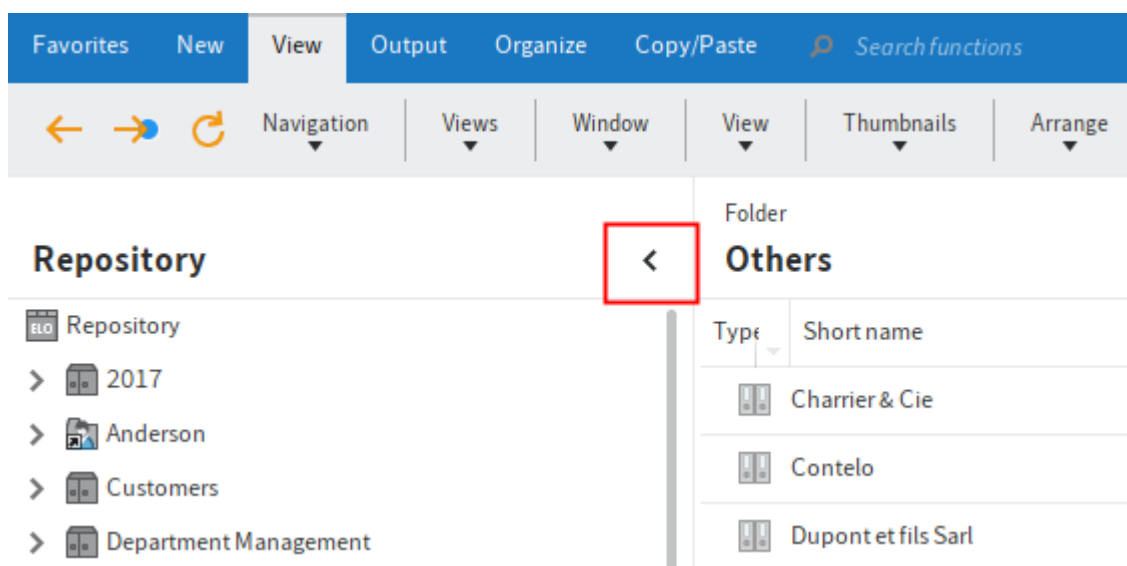 Favorites New View Output Organize Copy/Paste Search functions
Navigation Views Window View Thumbnails Arrange
Repository
ELO Repository
2017
Anderson
Customers
Department Management
Folder
Others
Type Short name
Charrier & Cie
Contelo
Dupont et fils Sarl